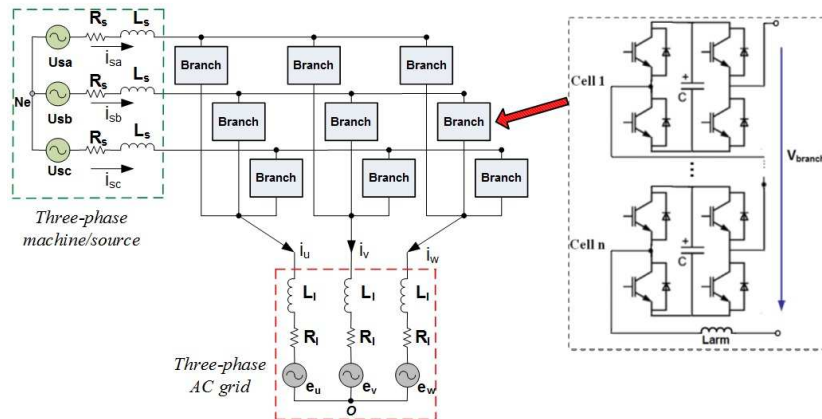 Rs Ls
Usa isa
Branch Branch Branch
Rs Ls
Ne
Usb isb
Branch Branch Branch
Rs Ls
Usc isc
Branch Branch Branch
Three-phase
machine/source
iu iv iw
Ll Ll Ll
Rl Rl Rl
eu ev ew
o
Three-phase
AC grid
Cell 1
+
C
Vbranch
Cell n
+
C
Larm